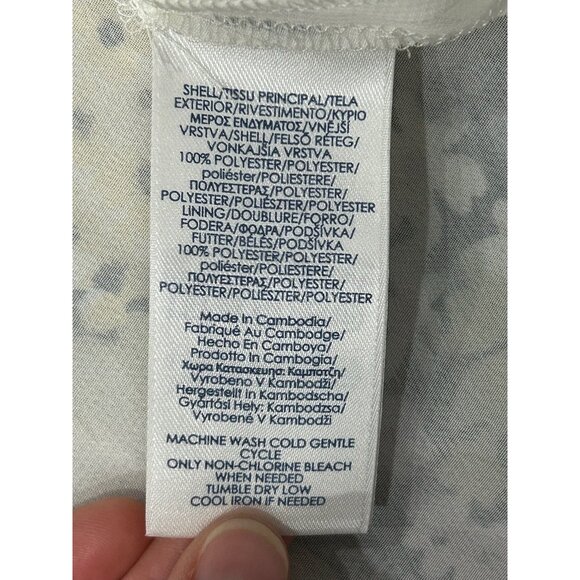 SHELL/TISSU PRINCIPAL/TELA
EXTERIOR/RIVESTIMENTO/ΚΥΡΙΟ
ΜΕΡΟΣ ΕΝΔΥΜΑΤΟΣ/VNĚJŠÍ
VRSTVA/SHELL/FELSŐ RÉTEG/
VONKAJŠIA VRSTVA
100% POLYESTER/POLYESTER/
poliéster/POLIESTERE/
ΠΟΛΥΕΣΤΕΡΑΣ/POLYESTER/
POLYESTER/POLIÉSZTER/POLYESTER
LINING/DOUBLURE/FORRO/
FODERA/ΦΟΔΡΑ/PODŠÍVKA/
FUTTER/BÉLÉS/PODŠÍVKA
100% POLYESTER/POLYESTER/
poliéster/POLIESTERE/
ΠΟΛΥΕΣΤΕΡΑΣ/POLYESTER/
POLYESTER/POLIÉSZTER/POLYESTER
Made In Cambodia/
Fabriqué Au Cambodge/
Hecho En Camboya/
Prodotto In Cambogia/
Χωρα Κατασκευησ: Καμποτζη/
Vyrobeno V Kambodži/
Hergestellt in Kambodscha/
Gyártási Hely: Kambodzsa/
Vyrobené V Kambodži
MACHINE WASH COLD GENTLE
CYCLE
ONLY NON-CHLORINE BLEACH
WHEN NEEDED
TUMBLE DRY LOW
COOL IRON IF NEEDED